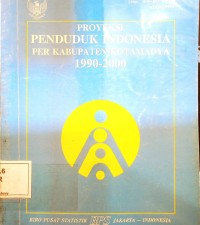 PROYEKSI
PENDUDUK INDONESIA
PER KABUPATEN/KOTAMADYA
1990-2000
BIRO PUSAT STATISTIK BPS JAKARTA — INDONESIA